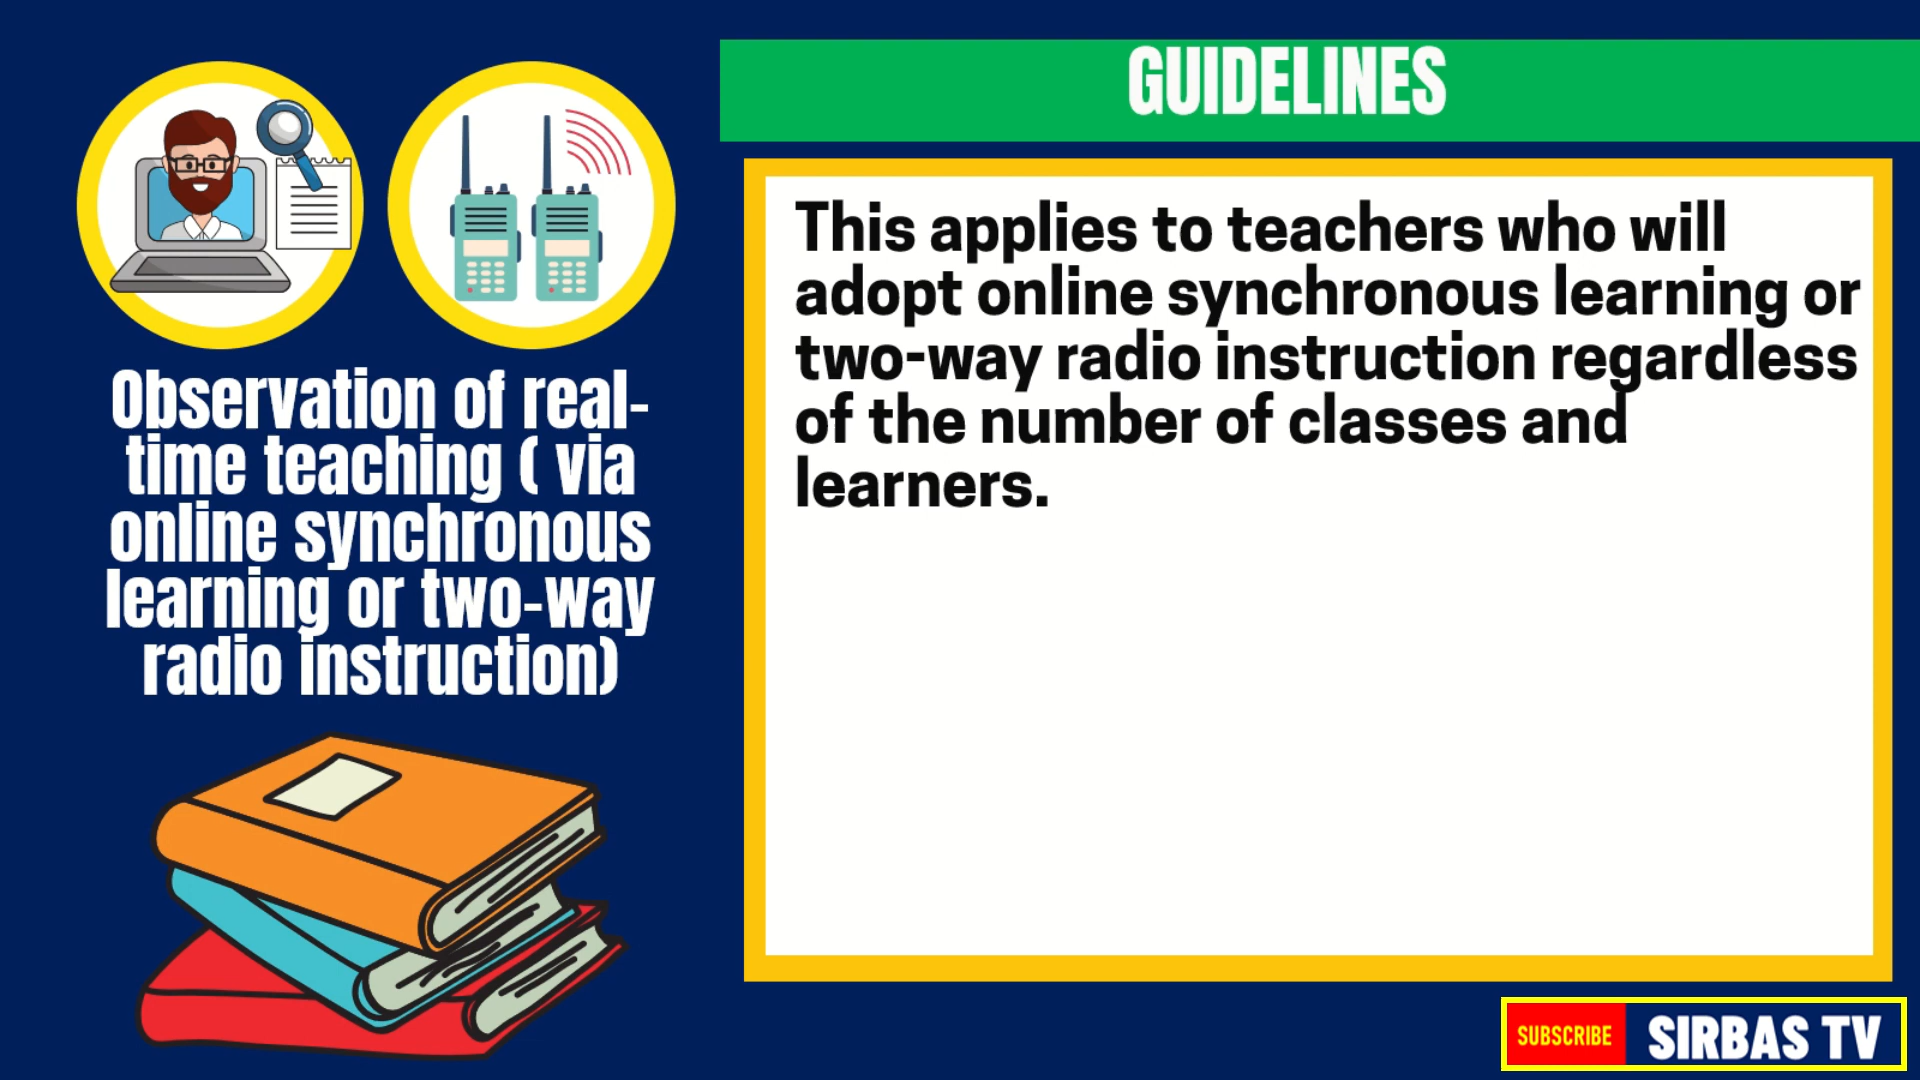 GUIDELINES
Observation of real-
time teaching ( via
online synchronous
learning or two-way
radio instruction)
This applies to teachers who will
adopt online synchronous learning or
two-way radio instruction regardless
of the number of classes and
learners.
SUBSCRIBE SIRBAS TV